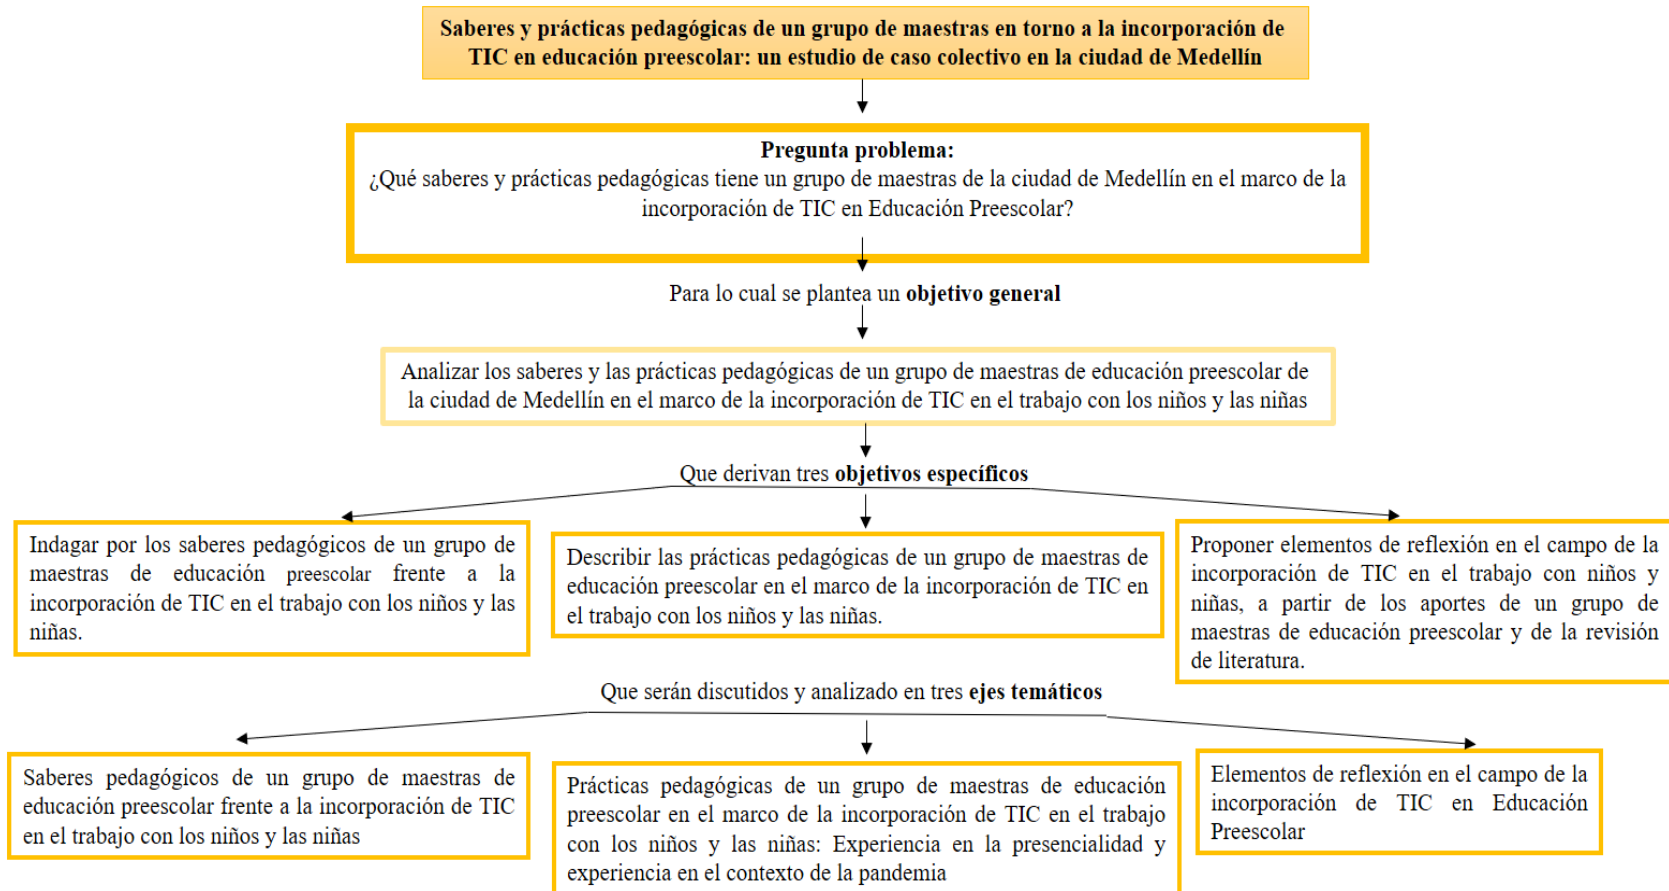 Saberes y prácticas pedagógicas de un grupo de maestras en torno a la incorporación de
TIC en educación preescolar: un estudio de caso colectivo en la ciudad de Medellín
Pregunta problema:
¿Qué saberes y prácticas pedagógicas tiene un grupo de maestras de la ciudad de Medellín en el marco de la
incorporación de TIC en Educación Preescolar?
Para lo cual se plantea un objetivo general
Analizar los saberes y las prácticas pedagógicas de un grupo de maestras de educación preescolar de
la ciudad de Medellín en el marco de la incorporación de TIC en el trabajo con los niños y las niñas
Que derivan tres objetivos específicos
Indagar por los saberes pedagógicos de un grupo de
maestras de educación preescolar frente a la
incorporación de TIC en el trabajo con los niños y las
niñas.
Describir las prácticas pedagógicas de un grupo de maestras de
educación preescolar en el marco de la incorporación de TIC en
el trabajo con los niños y las niñas.
Proponer elementos de reflexión en el campo de la
incorporación de TIC en el trabajo con niños y
niñas, a partir de los aportes de un grupo de
maestras de educación preescolar y de la revisión
de literatura.
Que serán discutidos y analizado en tres ejes temáticos
Saberes pedagógicos de un grupo de maestras de
educación preescolar frente a la incorporación de TIC
en el trabajo con los niños y las niñas
Prácticas pedagógicas de un grupo de maestras de educación
preescolar en el marco de la incorporación de TIC en el trabajo
con los niños y las niñas: Experiencia en la presencialidad y
experiencia en el contexto de la pandemia
Elementos de reflexión en el campo de la
incorporación de TIC en Educación
Preescolar